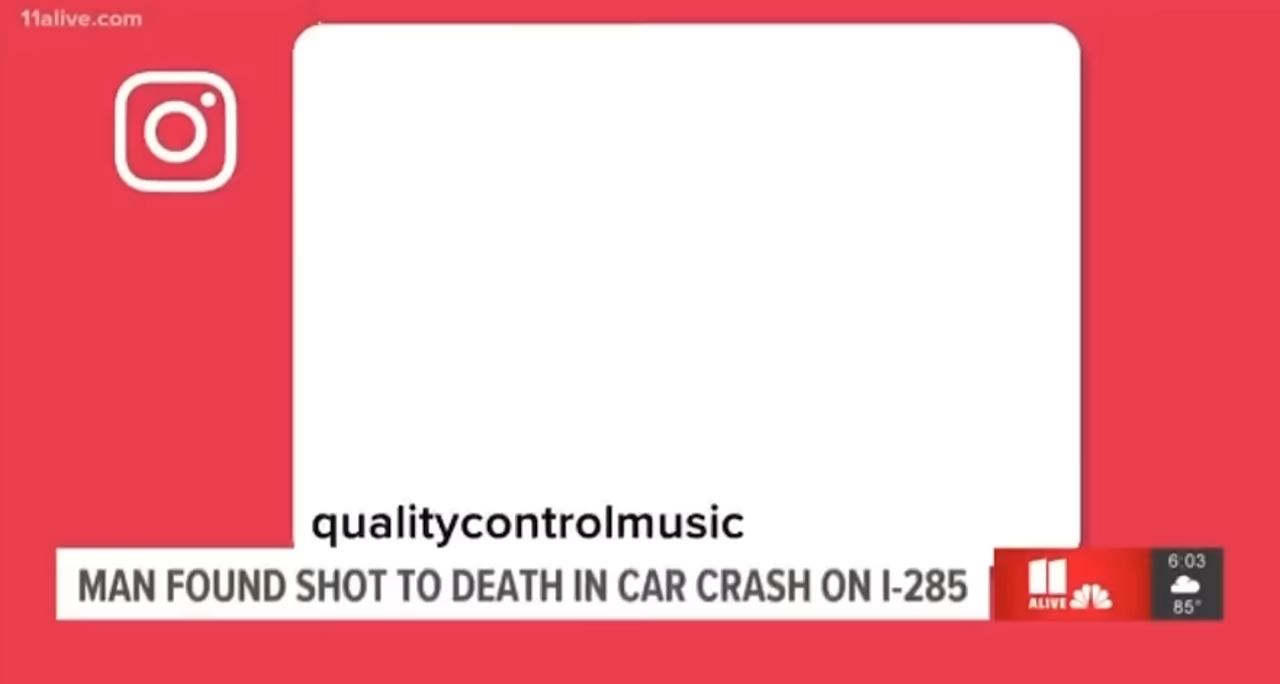 11alive.com
qualitycontrolmusic
MAN FOUND SHOT TO DEATH IN CAR CRASH ON I-285
11
ALIVE
6:03
85°